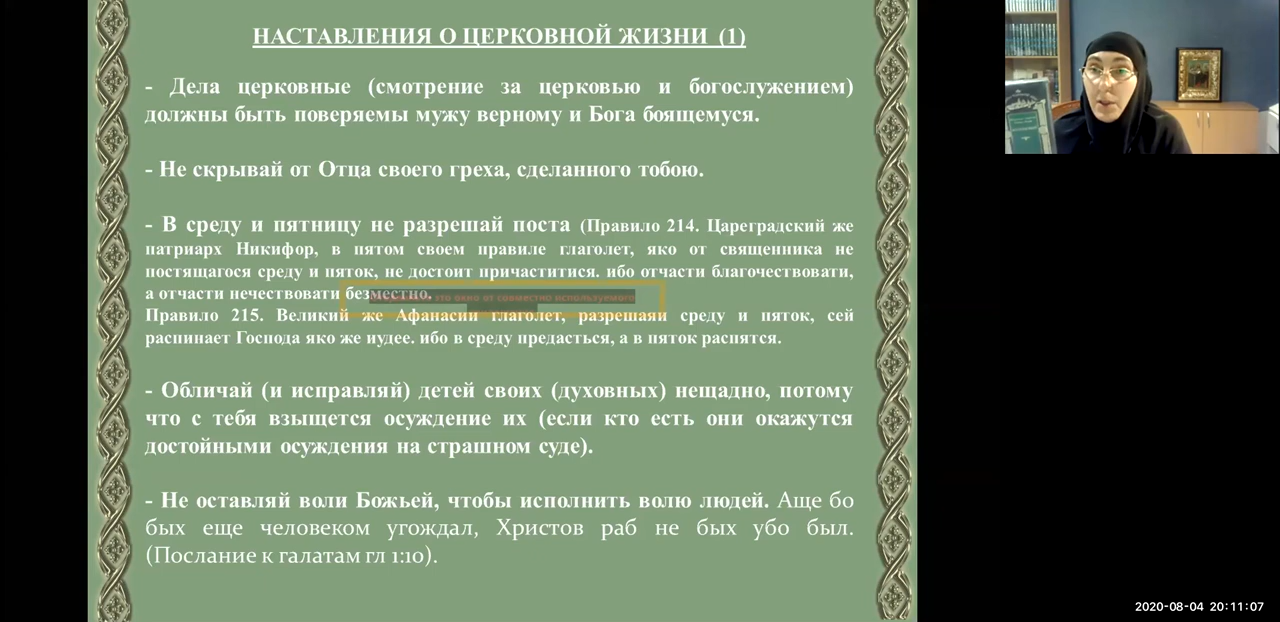 НАСТАВЛЕНИЯ О ЦЕРКОВНОЙ ЖИЗНИ (1)
- Дела церковные (смотрение за церковью и богослужением)
должны быть поверяемы мужу верному и Бога боящемуся.
- Не скрывай от Отца своего греха, сделанного тобою.
- В среду и пятницу не разрешай поста (Правило 214. Цареградский же
патриарх Никифор, в пятом своем правиле глаголет, яко от священника не
постящагося среду и пяток, не достоит причаститися. ибо отчасти благочествовати,
а отчасти нечествовати безместно.
это окно от совместно используемого
Правило 215. Великий же Афанасий глаголет, разрешаяй среду и пяток, сей
распинает Господа яко же иудее. ибо в среду предасться, а в пяток распятся.
- Обличай (и исправляй) детей своих (духовных) нещадно, потому
что с тебя взыщется осуждение их (если кто есть они окажутся
достойными осуждения на страшном суде).
- Не оставляй воли Божьей, чтобы исполнить волю людей. Аще бо
бых еще человеком угождал, Христов раб не бых убо был.
(Послание к галатам гл 1:10).
2020-08-04 20:11:07